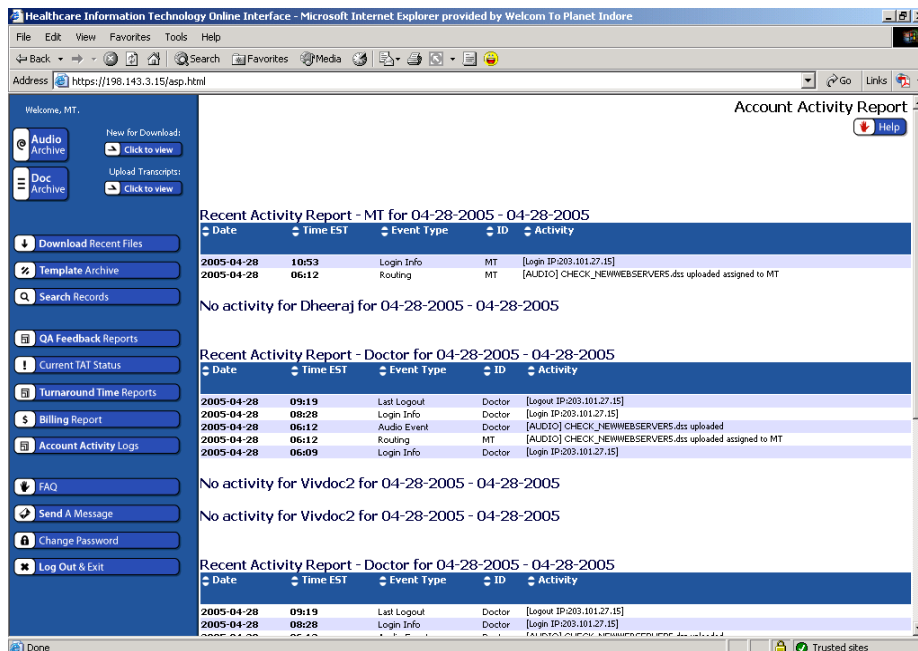 Healthcare Information Technology Online Interface - Microsoft Internet Explorer provided by Welcom To Planet Indore
File Edit View Favorites Tools Help
Back Search Favorites Media
Address https://198.143.3.15/asp.html Go Links
Welcome, MT.
Audio Archive
New for Download:
Click to view
Doc Archive
Upload Transcripts:
Click to view
Download Recent Files
Template Archive
Search Records
QA Feedback Reports
Current TAT Status
Turnaround Time Reports
Billing Report
Account Activity Logs
FAQ
Send A Message
Change Password
Log Out & Exit
Account Activity Report
Help
Recent Activity Report - MT for 04-28-2005 - 04-28-2005
Date Time EST Event Type ID Activity
2005-04-28 10:53 Login Info MT [Login IP:203.101.27.15]
2005-04-28 06:12 Routing MT [AUDIO] CHECK_NEWWEBSERVERS.dss uploaded assigned to MT
No activity for Dheeraj for 04-28-2005 - 04-28-2005
Recent Activity Report - Doctor for 04-28-2005 - 04-28-2005
Date Time EST Event Type ID Activity
2005-04-28 09:19 Last Logout Doctor [Logout IP:203.101.27.15]
2005-04-28 08:28 Login Info Doctor [Login IP:203.101.27.15]
2005-04-28 06:12 Audio Event Doctor [AUDIO] CHECK_NEWWEBSERVERS.dss uploaded
2005-04-28 06:12 Routing MT [AUDIO] CHECK_NEWWEBSERVERS.dss uploaded assigned to MT
2005-04-28 06:09 Login Info Doctor [Login IP:203.101.27.15]
No activity for Vivdoc2 for 04-28-2005 - 04-28-2005
No activity for Vivdoc2 for 04-28-2005 - 04-28-2005
Recent Activity Report - Doctor for 04-28-2005 - 04-28-2005
Date Time EST Event Type ID Activity
2005-04-28 09:19 Last Logout Doctor [Logout IP:203.101.27.15]
2005-04-28 08:28 Login Info Doctor [Login IP:203.101.27.15]
Done Trusted sites